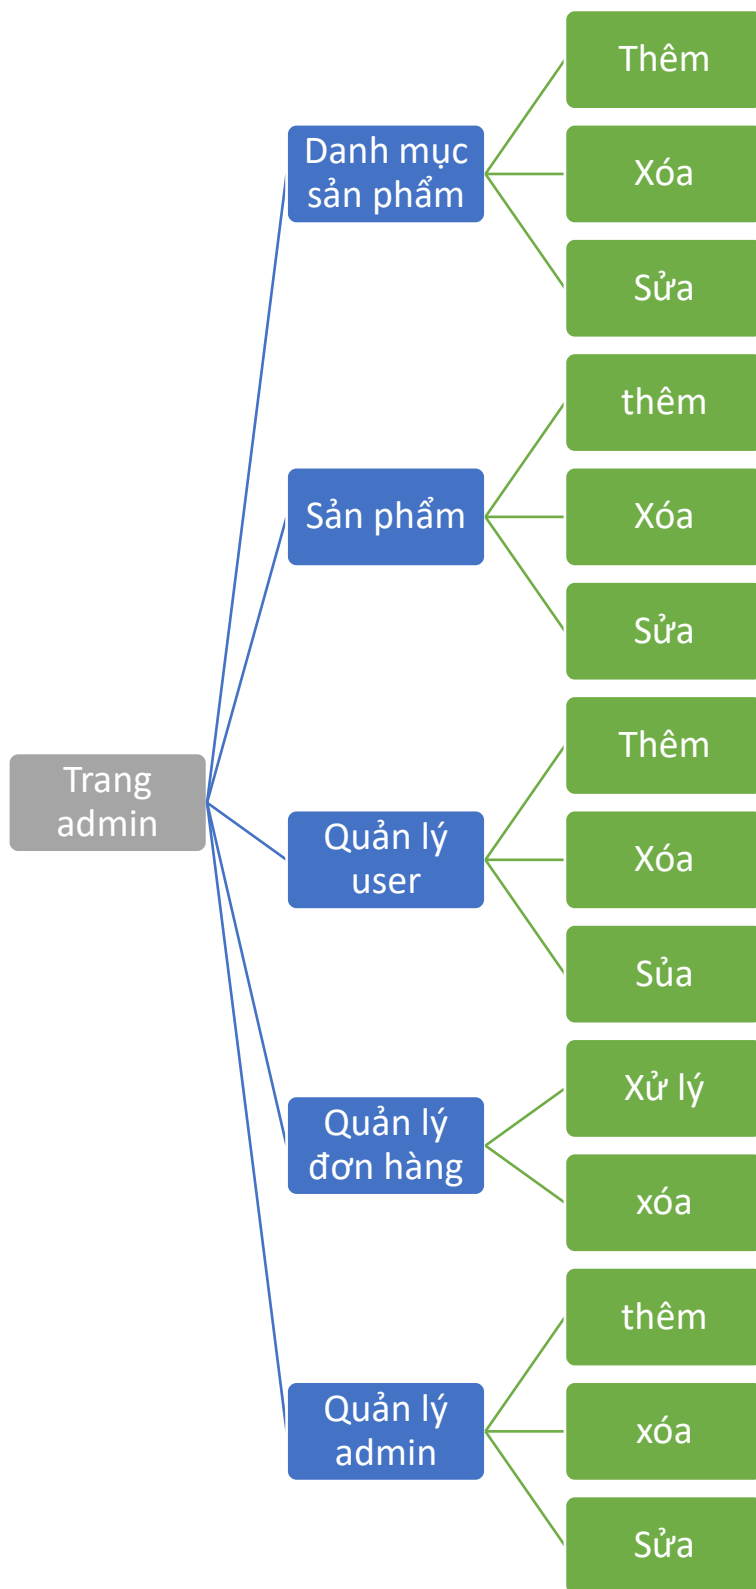 Trang
admin
Danh mục
sản phẩm
Thêm
Xóa
Sửa
Sản phẩm
thêm
Xóa
Sửa
Quản lý
user
Thêm
Xóa
Sủa
Quản lý
đơn hàng
Xử lý
xóa
Quản lý
admin
thêm
xóa
Sửa